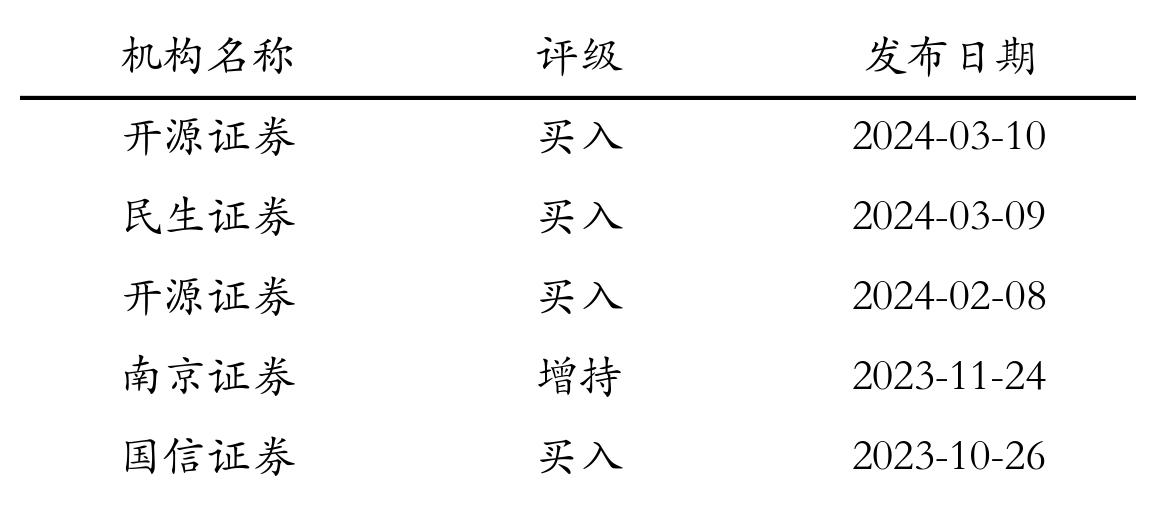 机构名称 评级 发布日期
开源证券 买入 2024-03-10
民生证券 买入 2024-03-09
开源证券 买入 2024-02-08
南京证券 增持 2023-11-24
国信证券 买入 2023-10-26